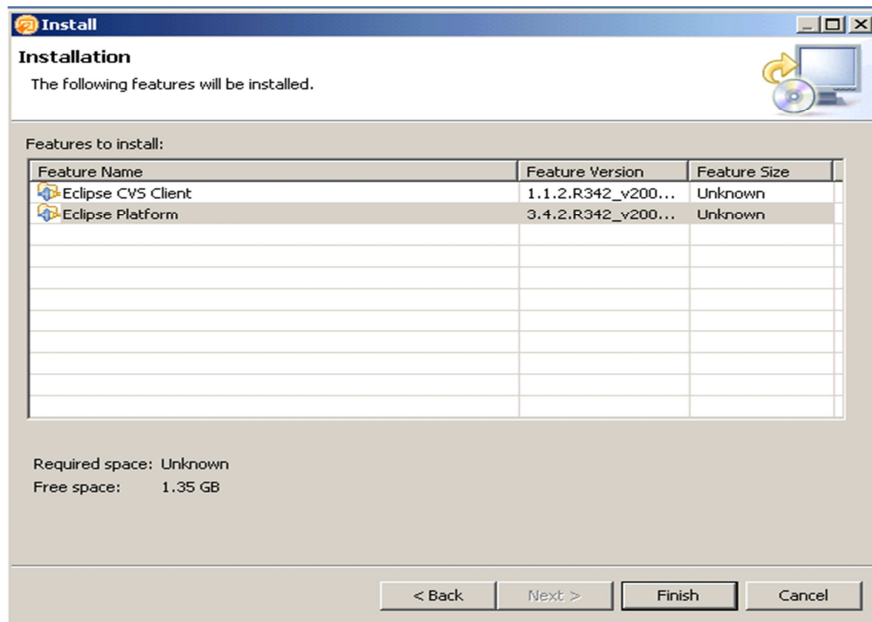 Install
Installation
The following features will be installed.
Features to install:
Feature Name Feature Version Feature Size
Eclipse CVS Client 1.1.2.R342_v200... Unknown
Eclipse Platform 3.4.2.R342_v200... Unknown
Required space: Unknown
Free space: 1.35 GB
< Back Next > Finish Cancel